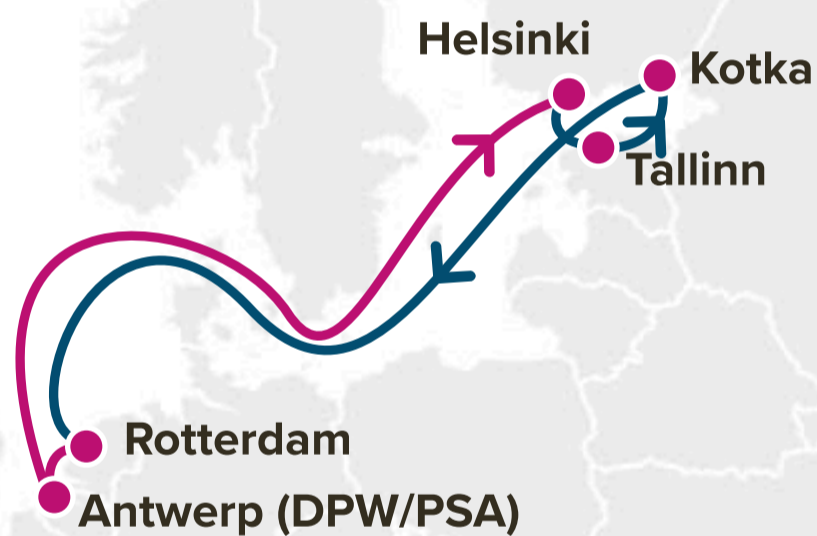 Helsinki
Kotka
Tallinn
Rotterdam
Antwerp (DPW/PSA)